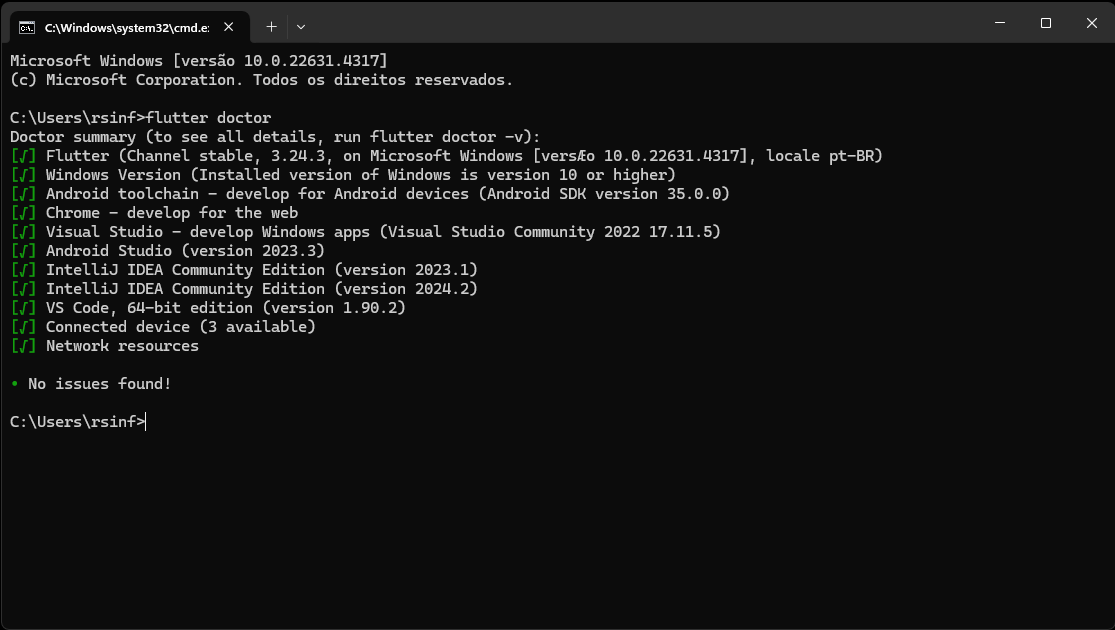 C:\Windows\system32\cmd.e:
Microsoft Windows [versão 10.0.22631.4317]
(c) Microsoft Corporation. Todos os direitos reservados.
C:\Users\rsinf>flutter doctor
Doctor summary (to see all details, run flutter doctor -v):
[√] Flutter (Channel stable, 3.24.3, on Microsoft Windows [versÆo 10.0.22631.4317], locale pt-BR)
[√] Windows Version (Installed version of Windows is version 10 or higher)
[√] Android toolchain - develop for Android devices (Android SDK version 35.0.0)
[√] Chrome - develop for the web
[√] Visual Studio - develop Windows apps (Visual Studio Community 2022 17.11.5)
[√] Android Studio (version 2023.3)
[√] IntelliJ IDEA Community Edition (version 2023.1)
[√] IntelliJ IDEA Community Edition (version 2024.2)
[√] VS Code, 64-bit edition (version 1.90.2)
[√] Connected device (3 available)
[√] Network resources
• No issues found!
C:\Users\rsinf>